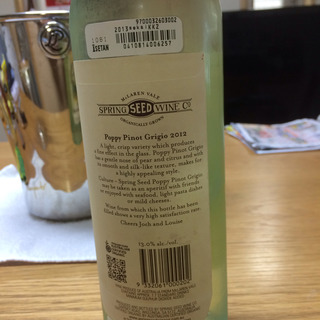 9700032603002
1081
ISETAN
0410814006257
McLAREN VALE
SPRING SEED WINE Co
ORGANICALLY GROWN
Poppy Pinot Grigio 2012
A light, crisp variety which produces
a fine effect in the glass. Poppy Pinot Grigio
has a gentle nose of pear and citrus and with
its smooth and silk-like texture, makes for
a highly appealing style.
Culture - Spring Seed Poppy Pinot Grigio
may be taken as an aperitif with friends
or enjoyed with seafood, light pasta dishes
or mild cheeses.
Wine from which this bottle has been
filled shows a very high satisfaction rate.
Cheers Joch and Louise
13.0% alc/vol.